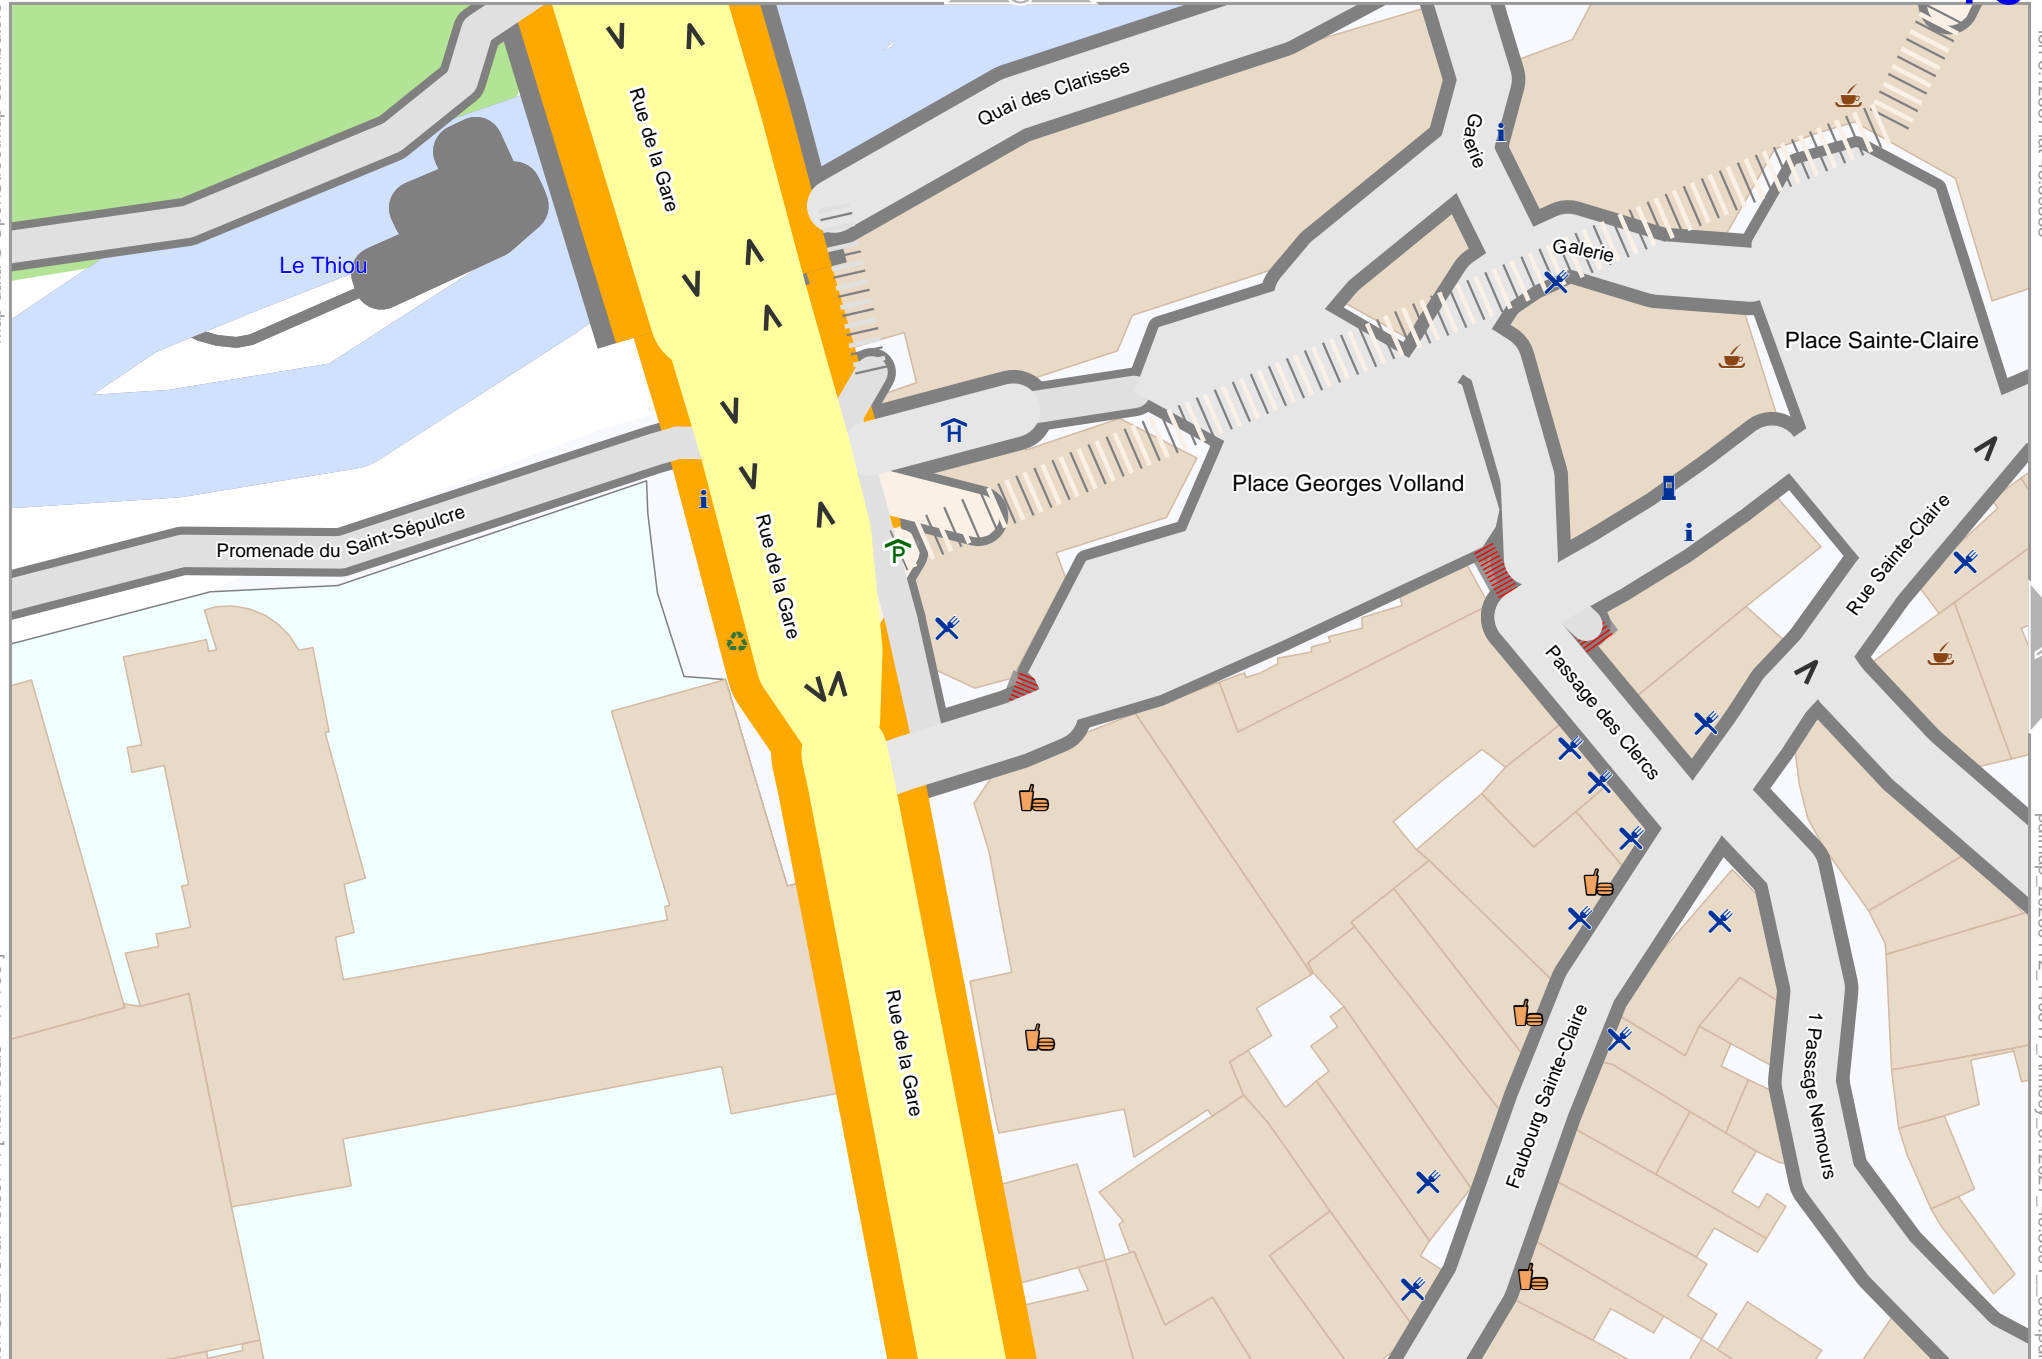 Quai des Clarisses
Rue de la Gare
Gaerie
Galerie
Le Thiou
Place Sainte-Claire
H
Place Georges Volland
Promenade du Saint-Sépulcre
P
Rue de la Gare
Rue Sainte-Claire
Passage des Clercs
Rue de la Gare
Faubourg Sainte-Claire
1 Passage Nemours